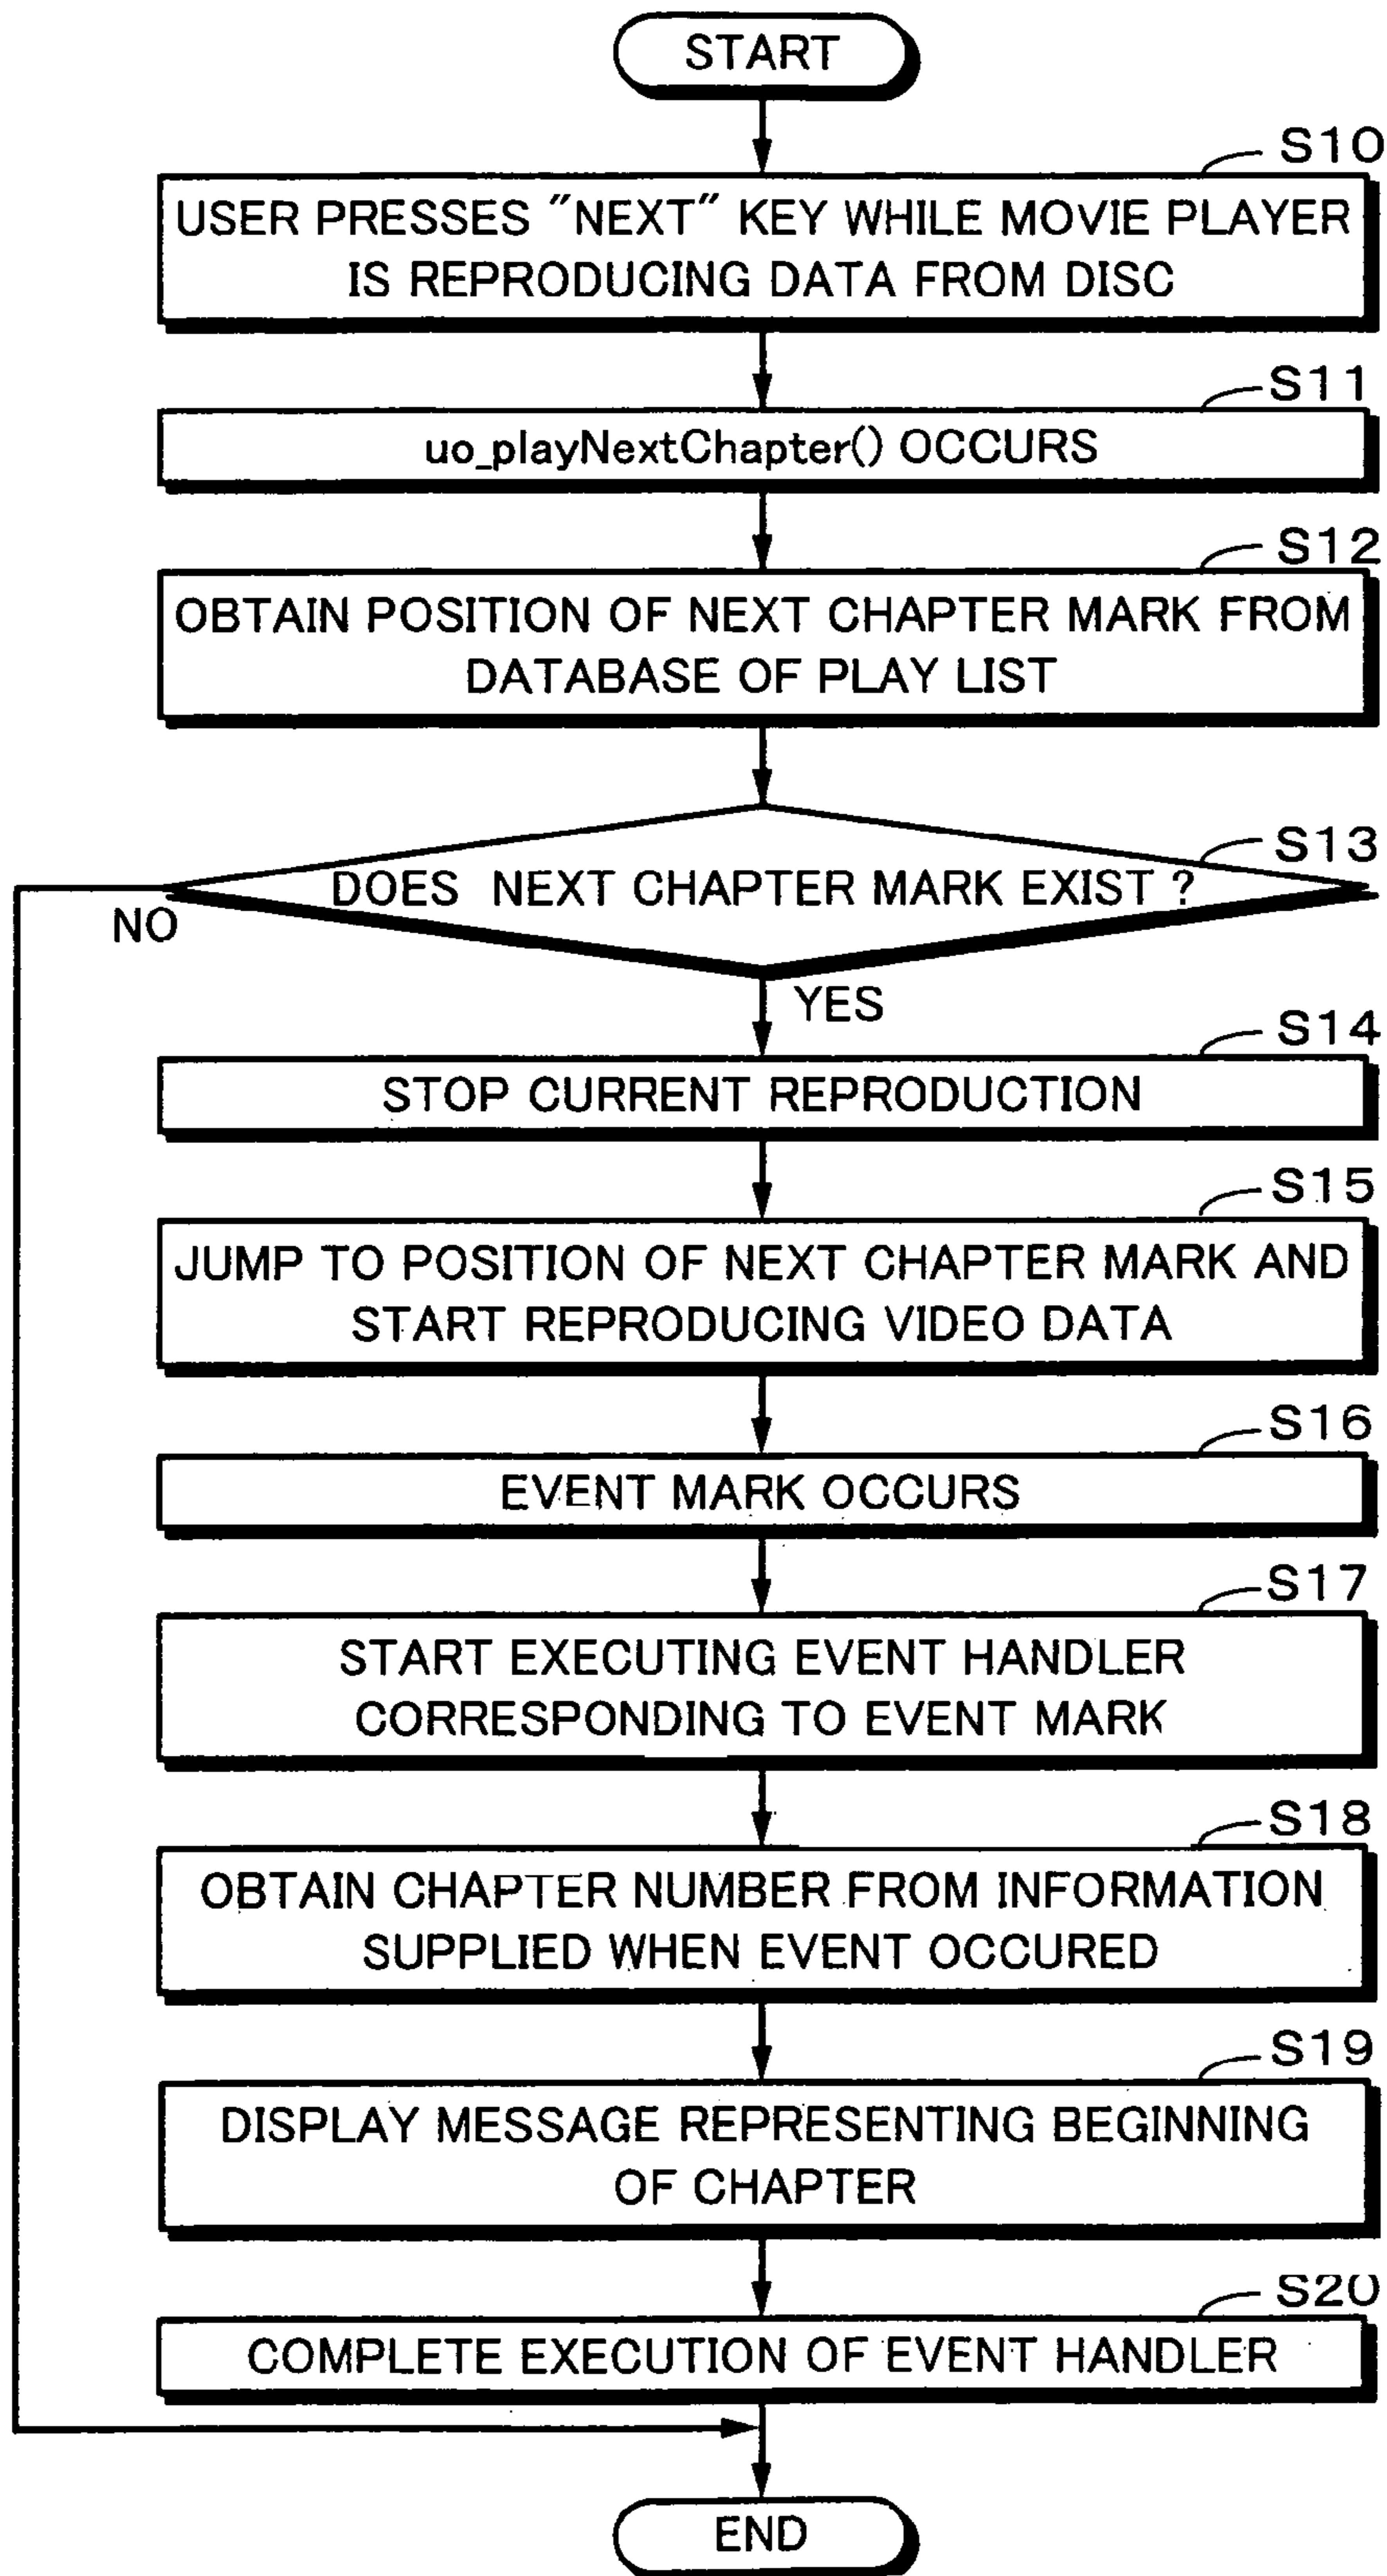 START
S10
USER PRESSES "NEXT" KEY WHILE MOVIE PLAYER
IS REPRODUCING DATA FROM DISC
S11
uo_playNextChapter() OCCURS
S12
OBTAIN POSITION OF NEXT CHAPTER MARK FROM
DATABASE OF PLAY LIST
S13
DOES NEXT CHAPTER MARK EXIST ?
NO
YES
S14
STOP CURRENT REPRODUCTION
S15
JUMP TO POSITION OF NEXT CHAPTER MARK AND
START REPRODUCING VIDEO DATA
S16
EVENT MARK OCCURS
S17
START EXECUTING EVENT HANDLER
CORRESPONDING TO EVENT MARK
S18
OBTAIN CHAPTER NUMBER FROM INFORMATION
SUPPLIED WHEN EVENT OCCURED
S19
DISPLAY MESSAGE REPRESENTING BEGINNING
OF CHAPTER
S20
COMPLETE EXECUTION OF EVENT HANDLER
END